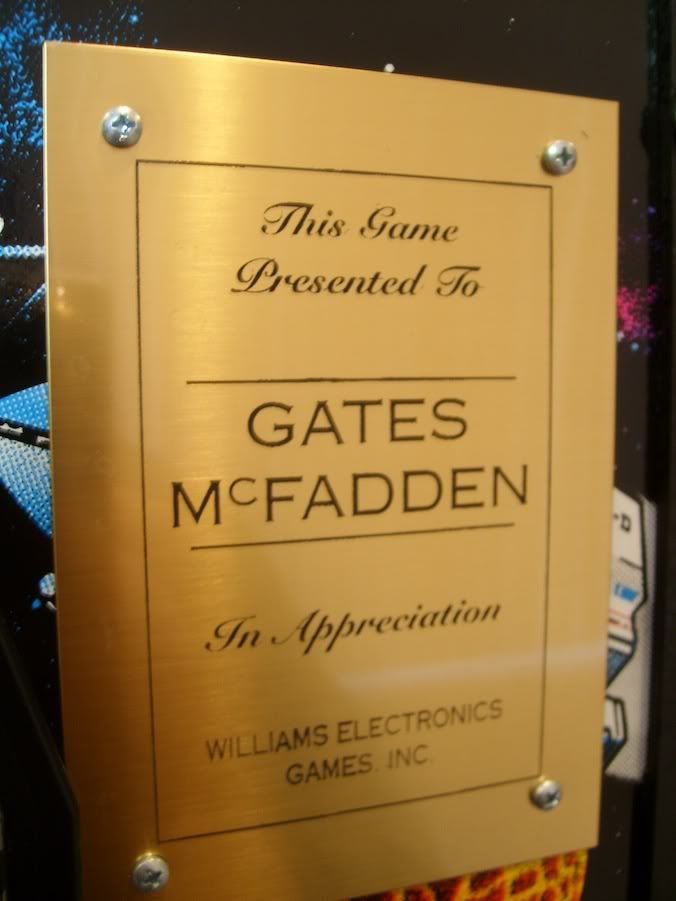 This Game
Presented To
GATES
McFADDEN
In Appreciation
WILLIAMS ELECTRONICS
GAMES, INC.